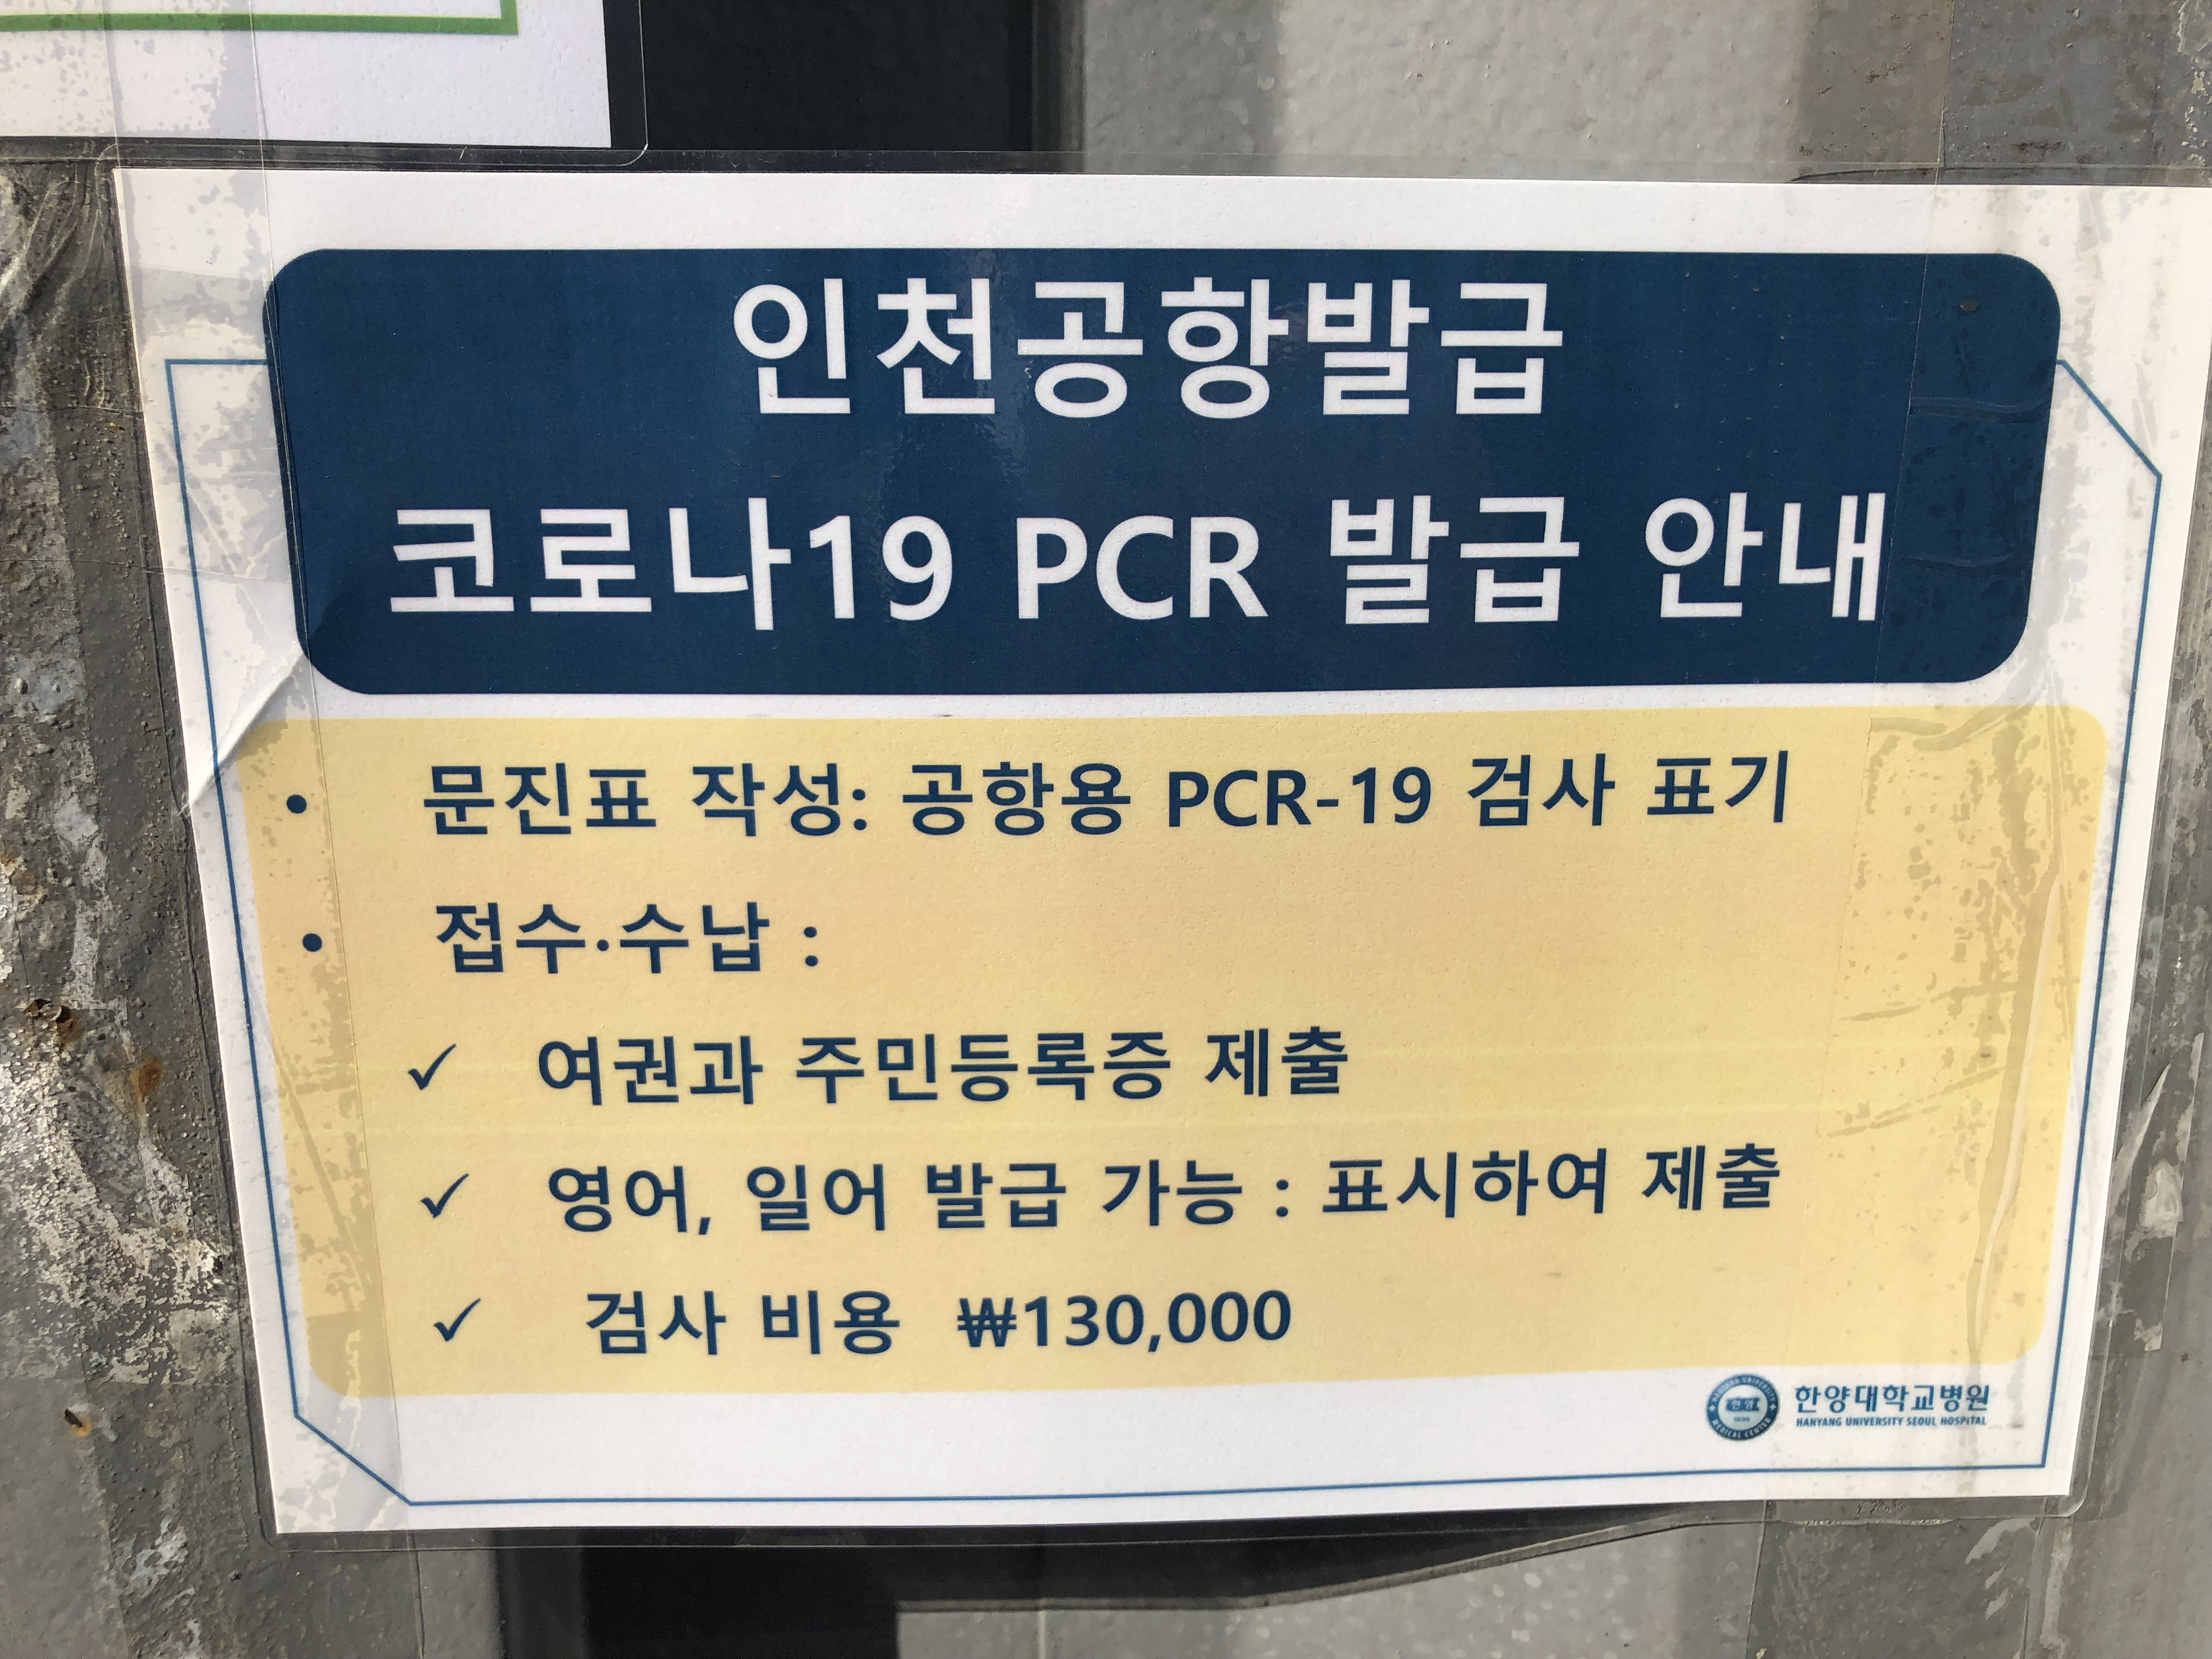 인천공항발급
코로나19 PCR 발급 안내
• 문진표 작성: 공항용 PCR-19 검사 표기
• 접수·수납 :
✓ 여권과 주민등록증 제출
✓ 영어, 일어 발급 가능 : 표시하여 제출
✓ 검사 비용 ₩130,000
한양대학교병원
HANYANG UNIVERSITY SEOUL HOSPITAL